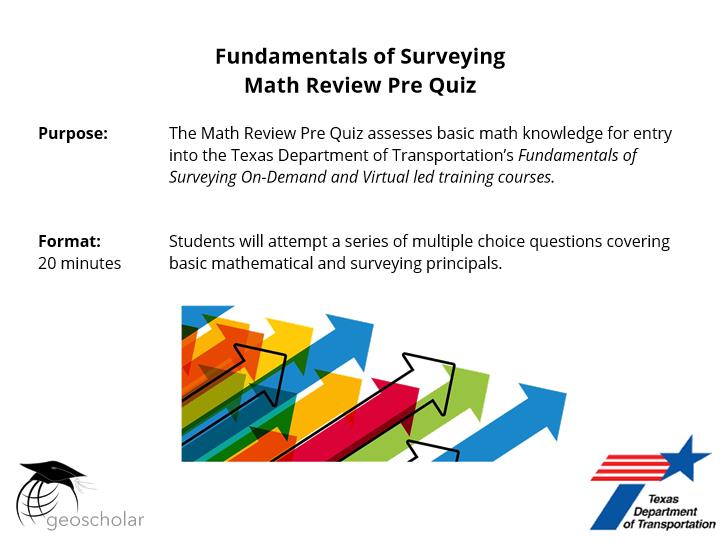 Fundamentals of Surveying
Math Review Pre Quiz
Purpose:
The Math Review Pre Quiz assesses basic math knowledge for entry
into the Texas Department of Transportation's Fundamentals of
Surveying On-Demand and Virtual led training courses.
Format:
20 minutes
Students will attempt a series of multiple choice questions covering
basic mathematical and surveying principals.
geoscholar
Texas
Department
of Transportation